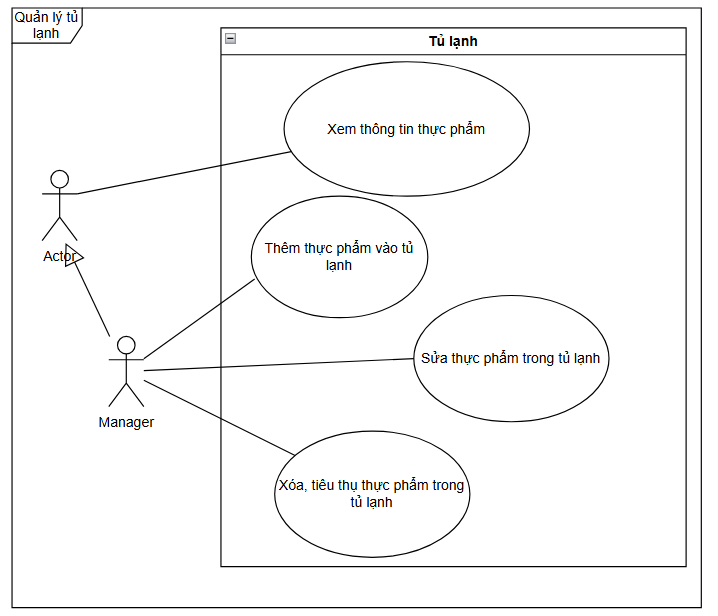 Quản lý tủ
lạnh
Tủ lạnh
Xem thông tin thực phẩm
Actor
Thêm thực phẩm vào tủ
lạnh
Sửa thực phẩm trong tủ lạnh
Manager
Xóa, tiêu thụ thực phẩm trong
tủ lạnh